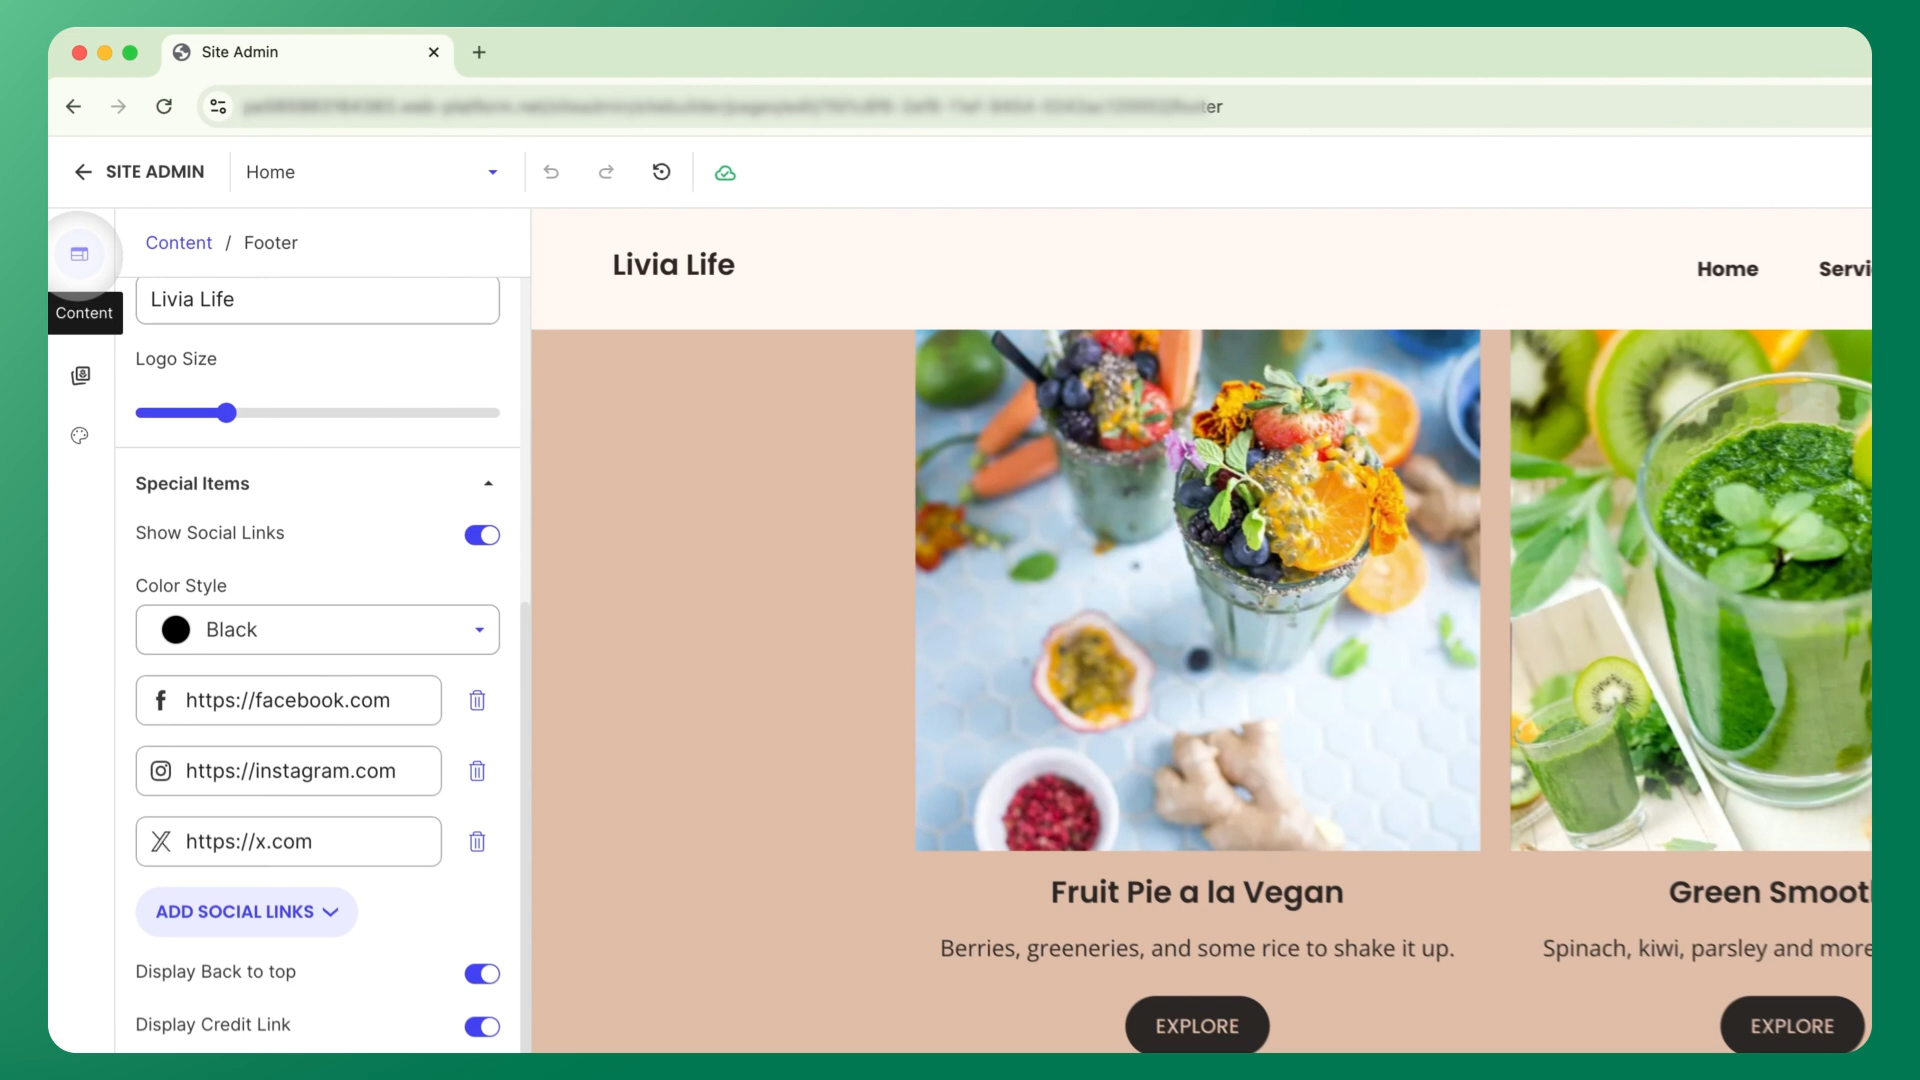 Site Admin
SITE ADMIN
Home
Content / Footer
Livia Life
Content
Logo Size
Special Items
Show Social Links
Color Style
Black
https://facebook.com
https://instagram.com
https://x.com
ADD SOCIAL LINKS
Display Back to top
Display Credit Link
Livia Life
Home
Servi
Fruit Pie a la Vegan
Berries, greeneries, and some rice to shake it up.
EXPLORE
Green Smoot
Spinach, kiwi, parsley and more
EXPLORE